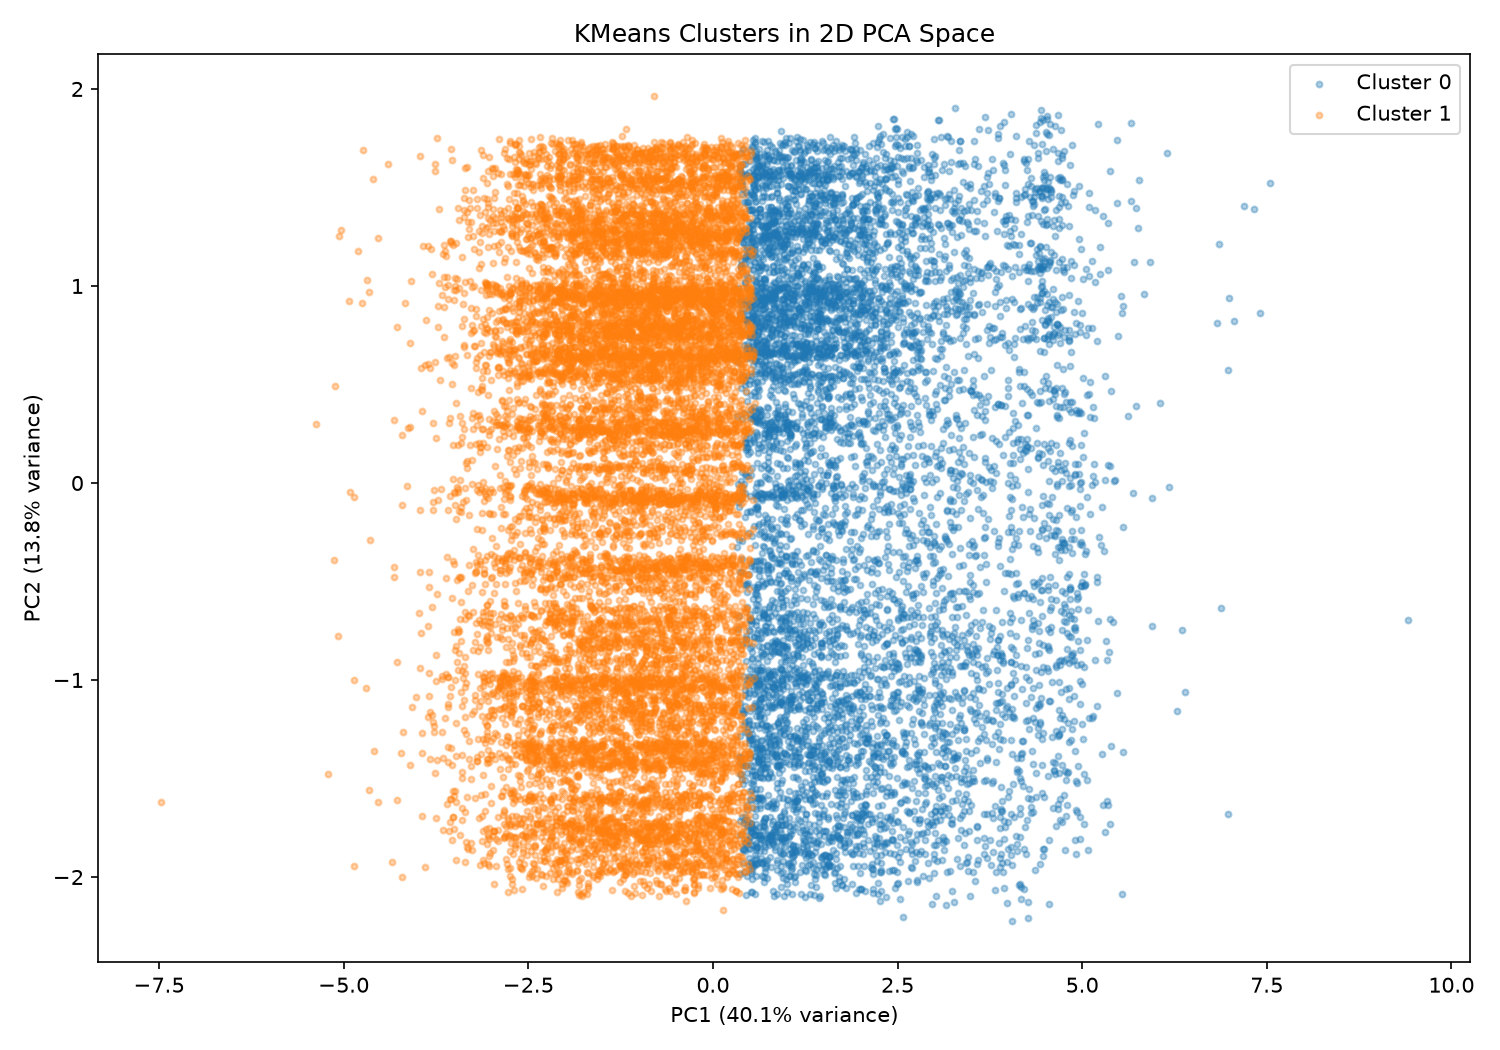 KMeans Clusters in 2D PCA Space
Cluster 0
Cluster 1
PC2 (13.8% variance)
2
1
0
−1
−2
−7.5
−5.0
−2.5
0.0
2.5
5.0
7.5
10.0
PC1 (40.1% variance)